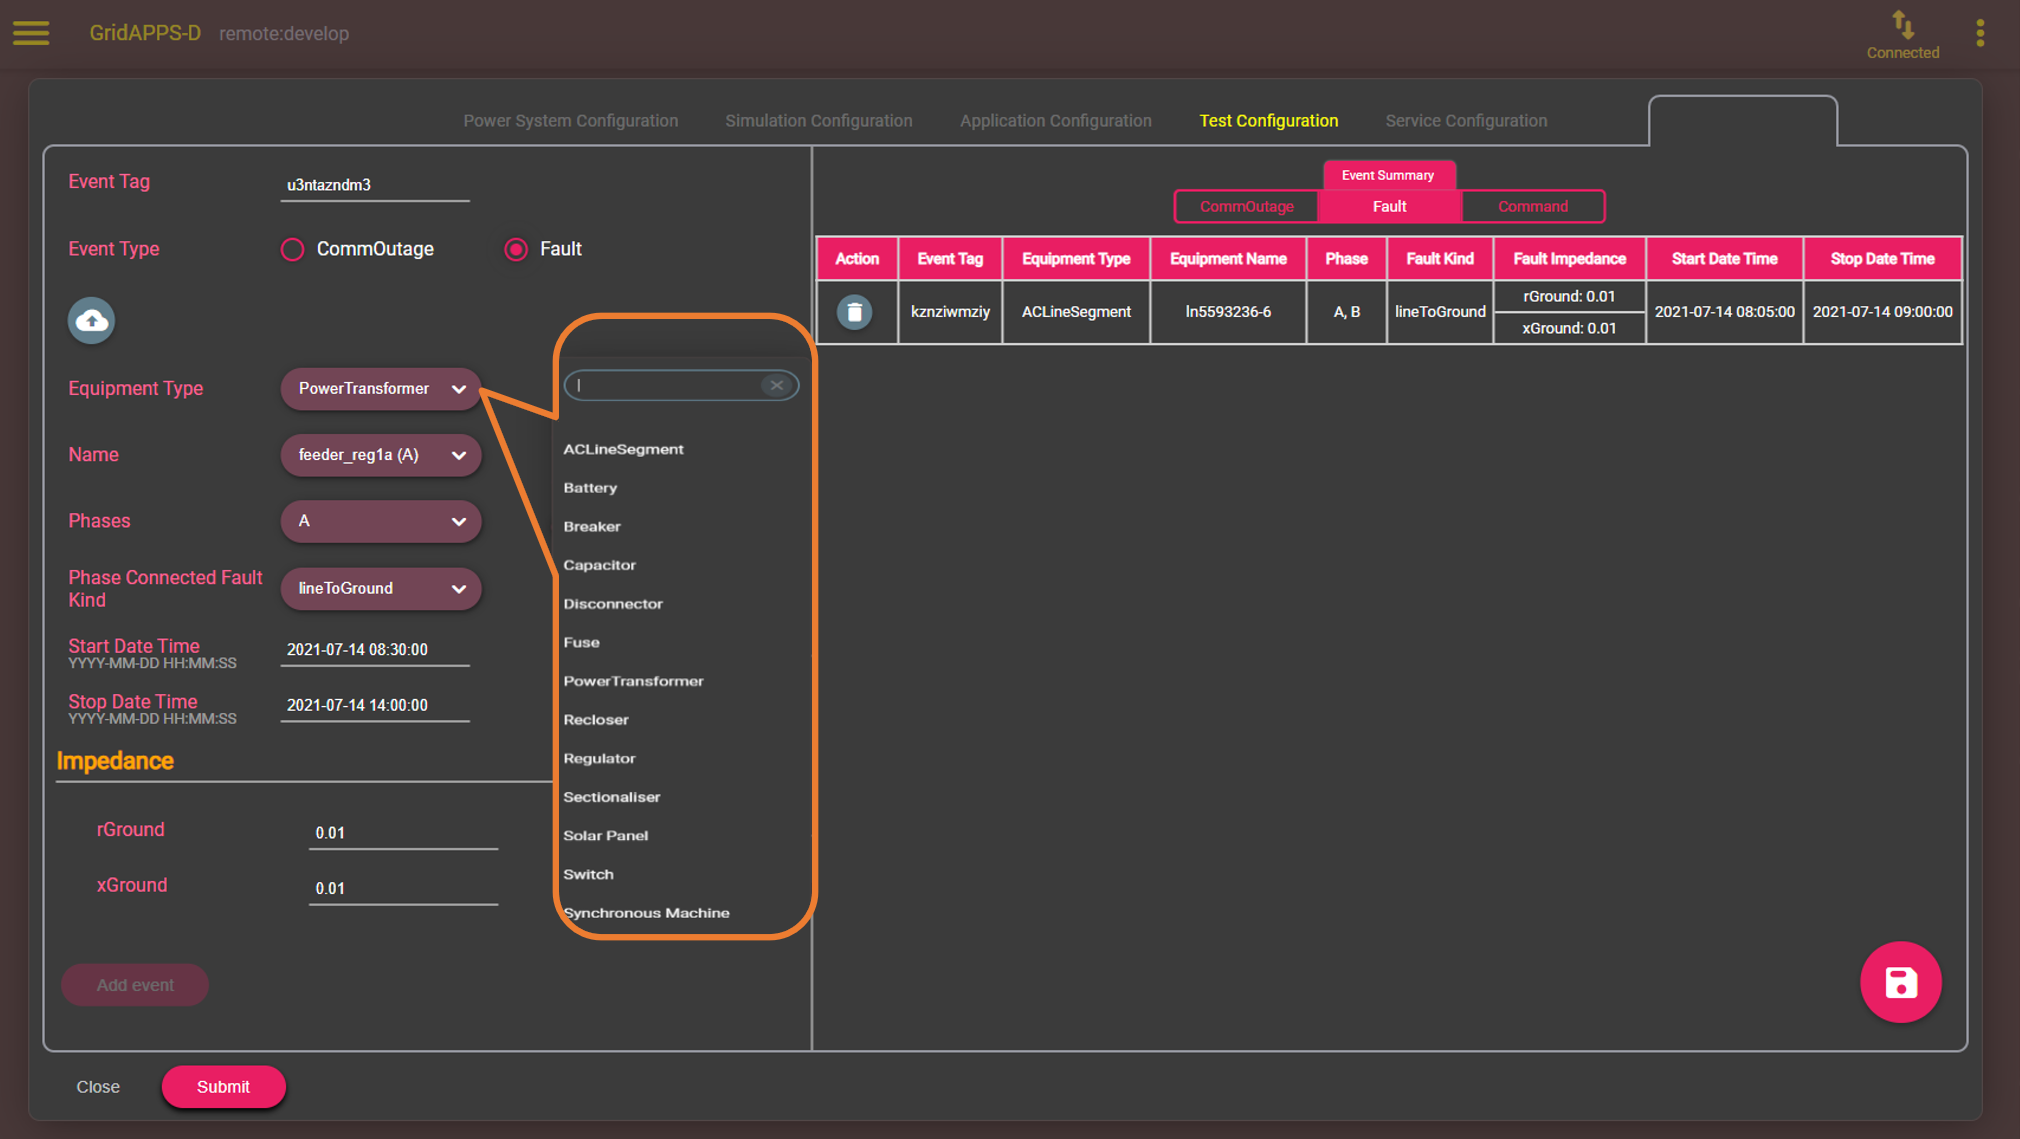 GridAPPS-D remote:develop
Connected
Power System Configuration Simulation Configuration Application Configuration Test Configuration Service Configuration
Event Tag u3ntazndm3
Event Type CommOutage Fault
Equipment Type PowerTransformer
Name feeder_reg1a (A)
Phases A
Phase Connected Fault
Kind
lineToGround
Start Date Time
YYYY-MM-DD HH:MM:SS
2021-07-14 08:30:00
Stop Date Time
YYYY-MM-DD HH:MM:SS
2021-07-14 14:00:00
Impedance
rGround 0.01
xGround 0.01
Add event
ACLineSegment
Battery
Breaker
Capacitor
Disconnector
Fuse
PowerTransformer
Recloser
Regulator
Sectionaliser
Solar Panel
Switch
Synchronous Machine
Event Summary
CommOutage Fault Command
Action Event Tag Equipment Type Equipment Name Phase Fault Kind Fault Impedance Start Date Time Stop Date Time
kznziwmziy ACLineSegment ln5593236-6 A, B lineToGround rGround: 0.01 2021-07-14 08:05:00 2021-07-14 09:00:00
xGround: 0.01
Close Submit